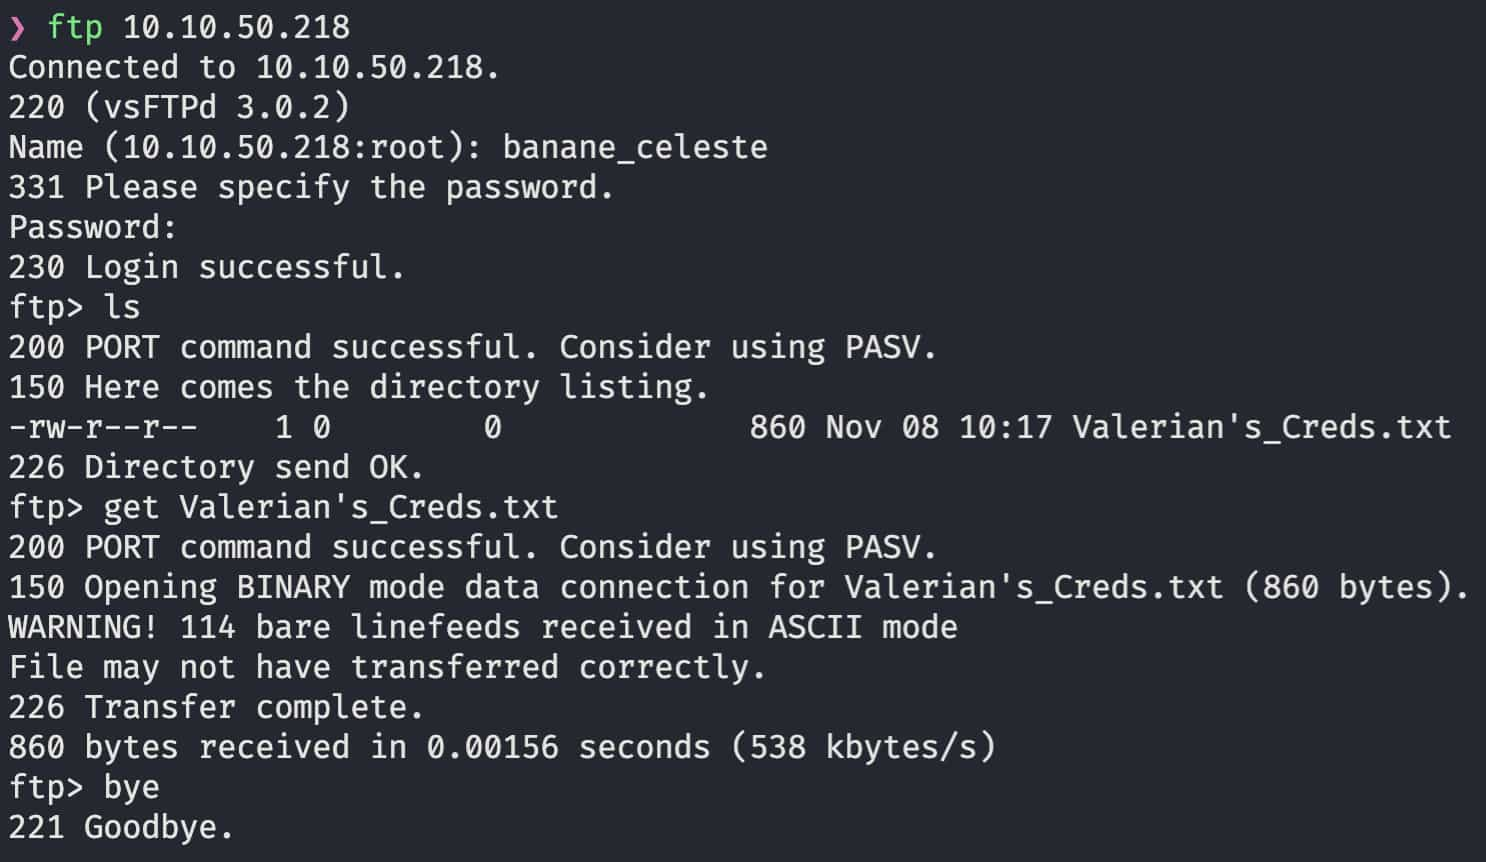 ❯ ftp 10.10.50.218
Connected to 10.10.50.218.
220 (vsFTPd 3.0.2)
Name (10.10.50.218:root): banane_celeste
331 Please specify the password.
Password:
230 Login successful.
ftp> ls
200 PORT command successful. Consider using PASV.
150 Here comes the directory listing.
-rw-r--r--    1 0        0             860 Nov 08 10:17 Valerian's_Creds.txt
226 Directory send OK.
ftp> get Valerian's_Creds.txt
200 PORT command successful. Consider using PASV.
150 Opening BINARY mode data connection for Valerian's_Creds.txt (860 bytes).
WARNING! 114 bare linefeeds received in ASCII mode
File may not have transferred correctly.
226 Transfer complete.
860 bytes received in 0.00156 seconds (538 kbytes/s)
ftp> bye
221 Goodbye.